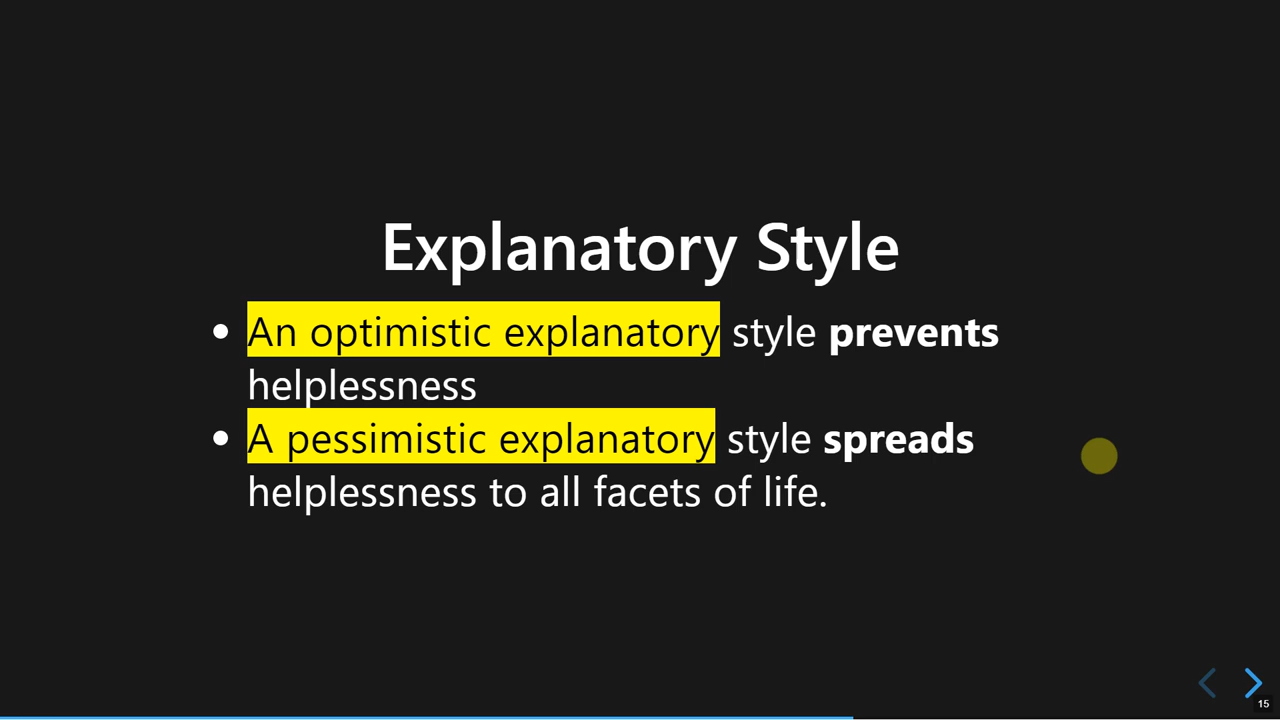 Explanatory Style
• An optimistic explanatory style prevents
helplessness
• A pessimistic explanatory style spreads
helplessness to all facets of life.
15